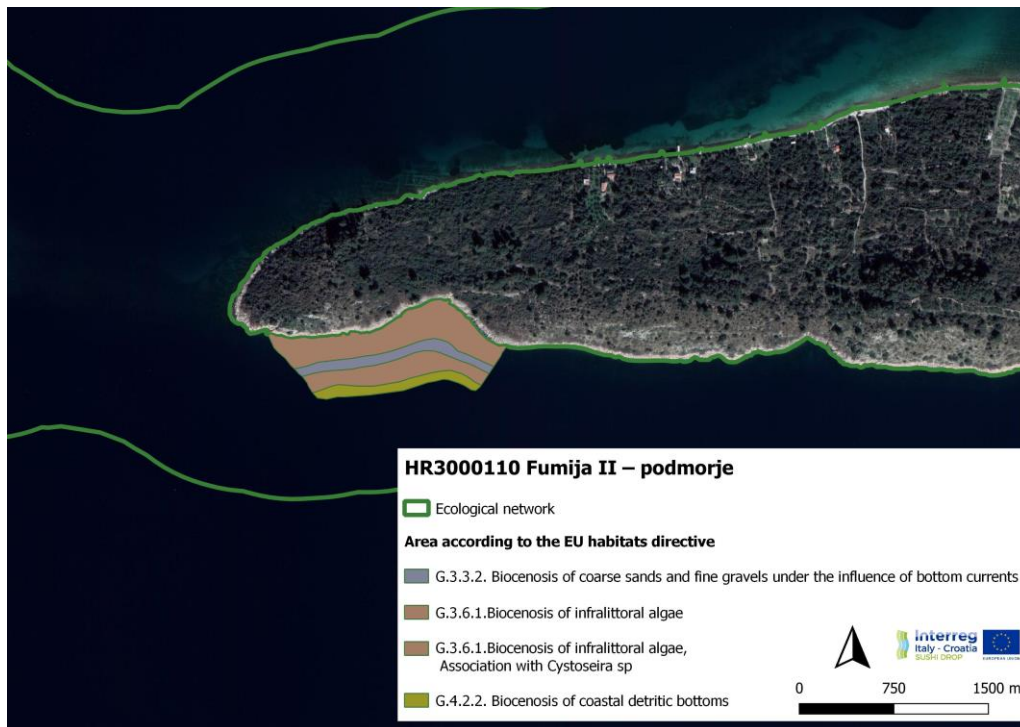 HR3000110 Fumija II – podmorje
Ecological network
Area according to the EU habitats directive
G.3.3.2. Biocenosis of coarse sands and fine gravels under the influence of bottom currents
G.3.6.1.Biocenosis of infralittoral algae
G.3.6.1.Biocenosis of infralittoral algae,
Association with Cystoseira sp
G.4.2.2. Biocenosis of coastal detritic bottoms
Interreg
Italy - Croatia
SUSHI DROP
EUROPEAN UNION
0 750 1500 m